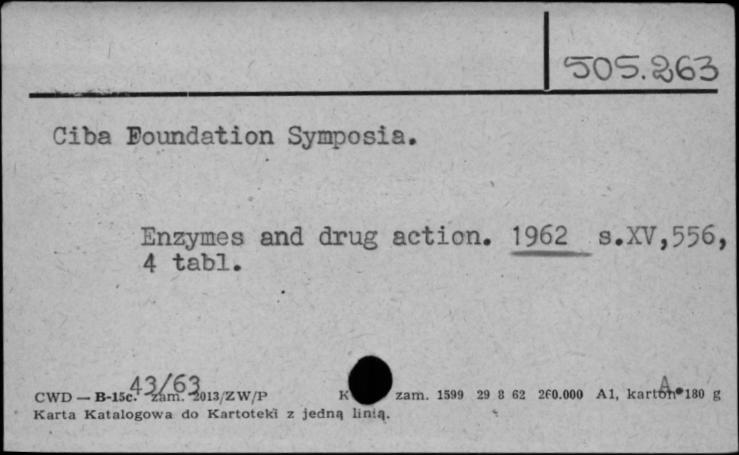 505.263
Ciba Foundation Symposia.
Enzymes and drug action. 1962 s.XV,556,
4 tabl.
43/63
A.
CWD — B-15c. zam. 2013/ZW/P K zam. 1599 29 8 62 260.000 A1, karton 180 g
Karta Katalogowa do Kartoteki z jedną linią.